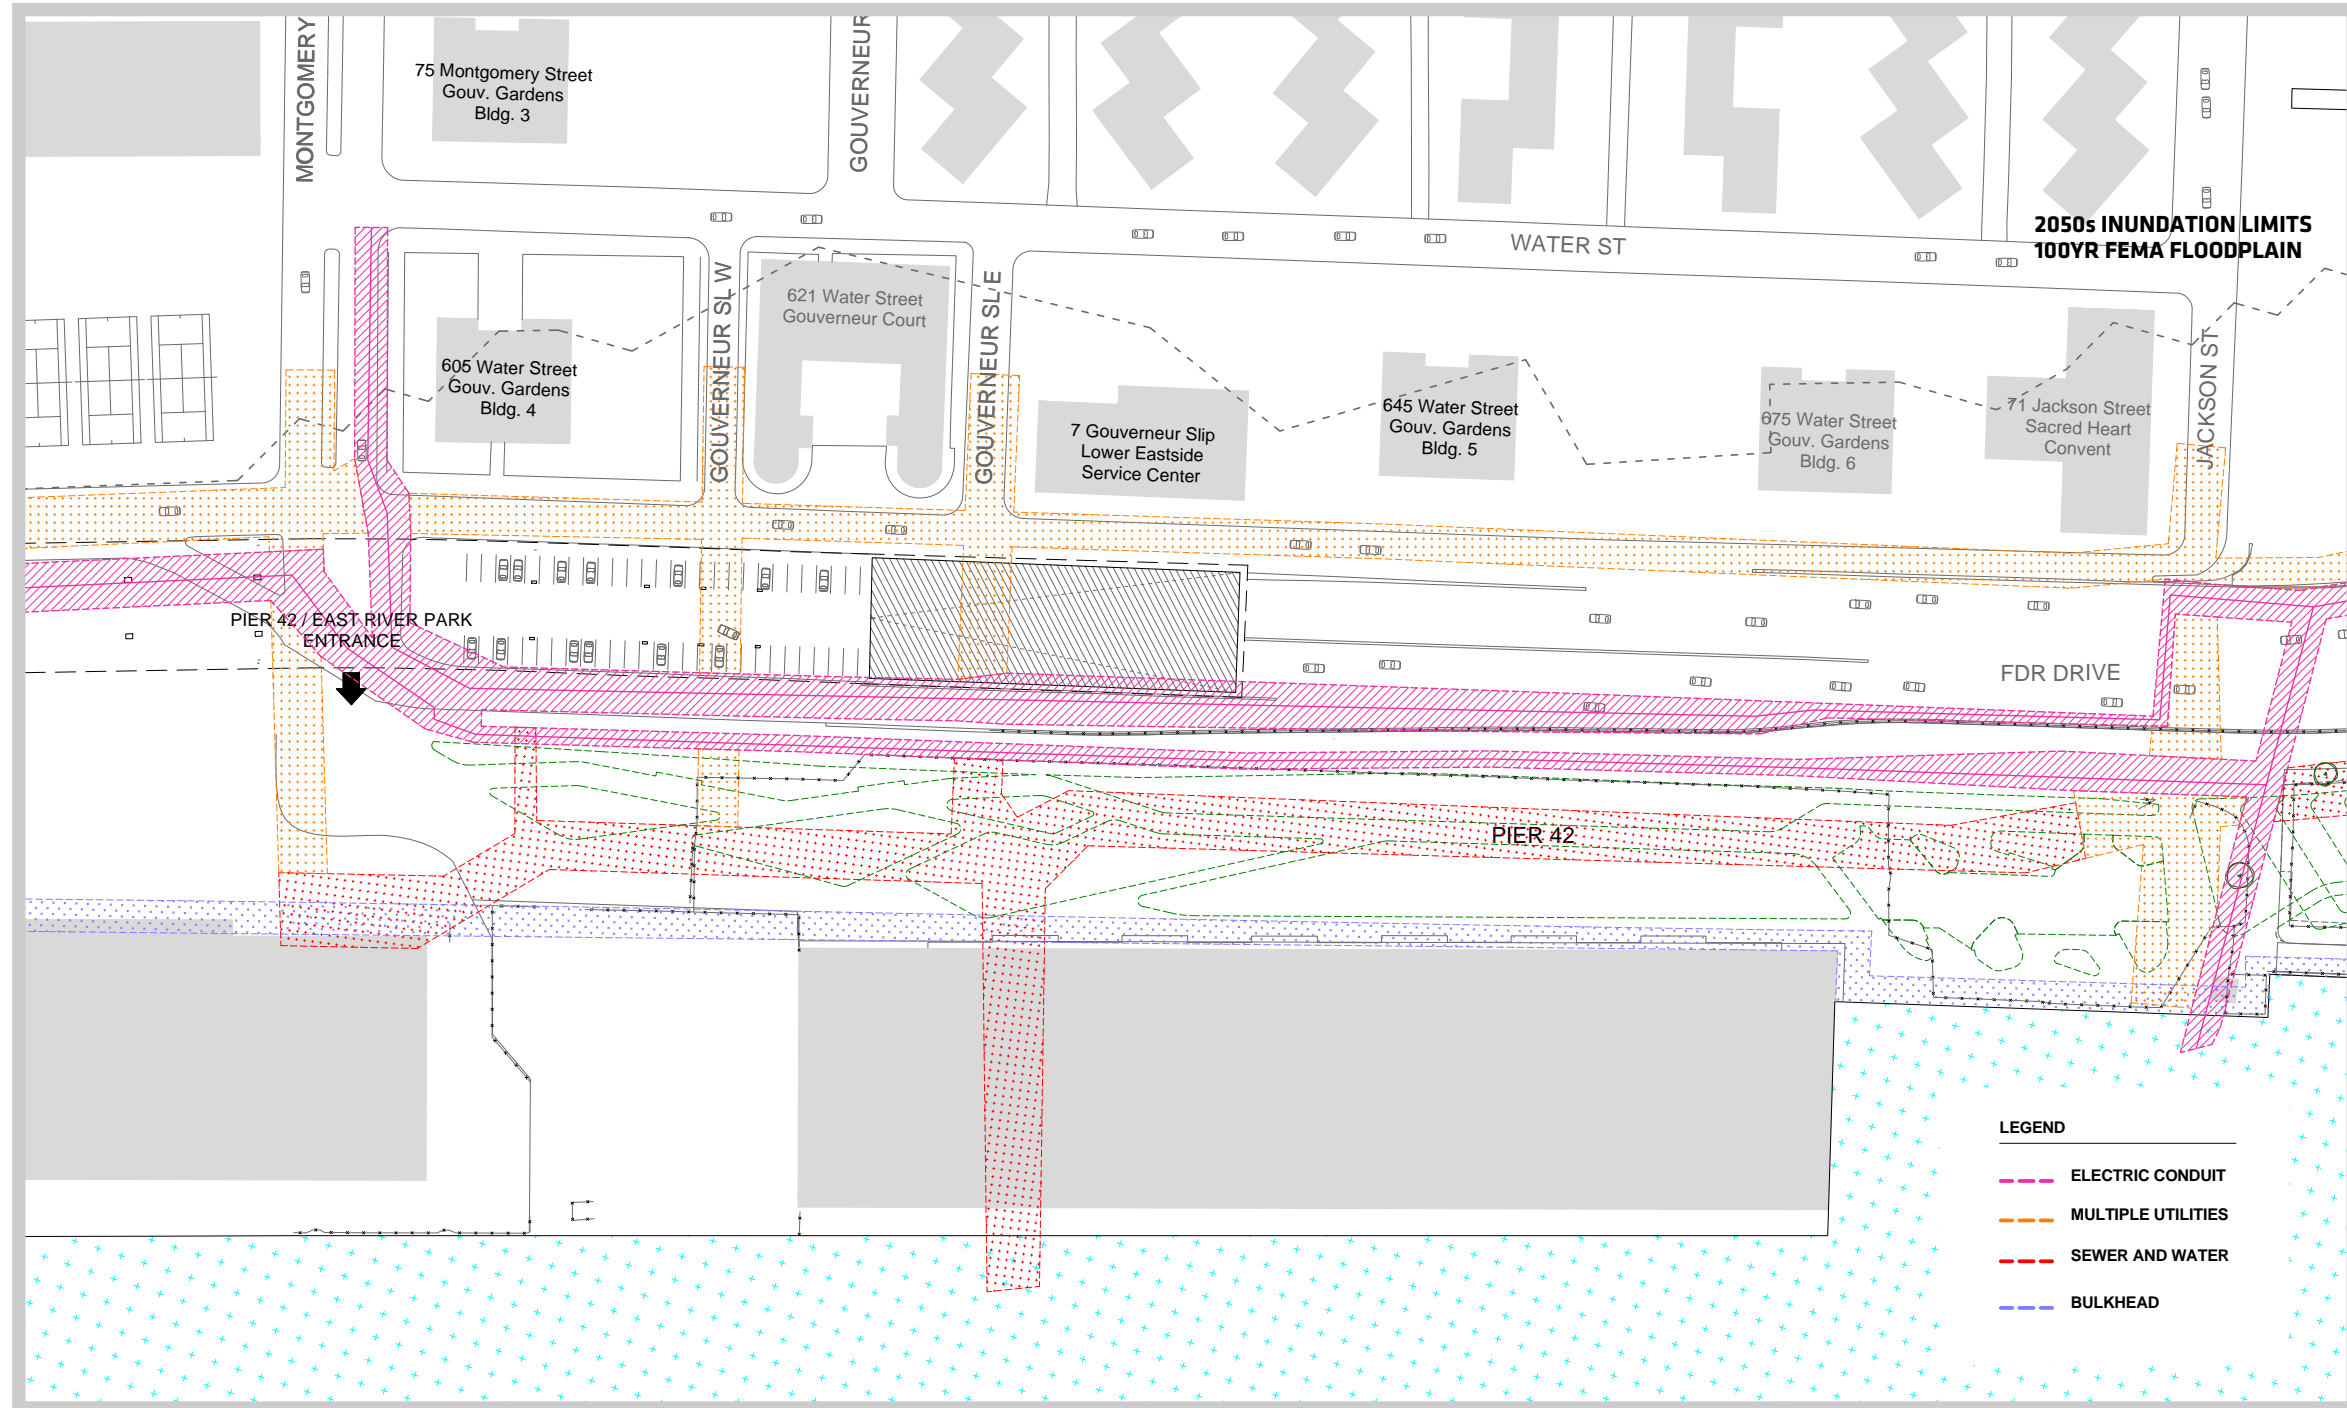 MONTGOMERY
GOUVERNEUR
75 Montgomery Street
Gouv. Gardens
Bldg. 3
2050s INUNDATION LIMITS
100YR FEMA FLOODPLAIN
WATER ST
GOUVERNEUR SL W
621 Water Street
Gouverneur Court
GOUVERNEUR SL E
605 Water Street
Gouv. Gardens
Bldg. 4
7 Gouverneur Slip
Lower Eastside
Service Center
645 Water Street
Gouv. Gardens
Bldg. 5
675 Water Street
Gouv. Gardens
Bldg. 6
71 Jackson Street
Sacred Heart
Convent
JACKSON ST
PIER 42 / EAST RIVER PARK
ENTRANCE
FDR DRIVE
PIER 42
LEGEND
ELECTRIC CONDUIT
MULTIPLE UTILITIES
SEWER AND WATER
BULKHEAD